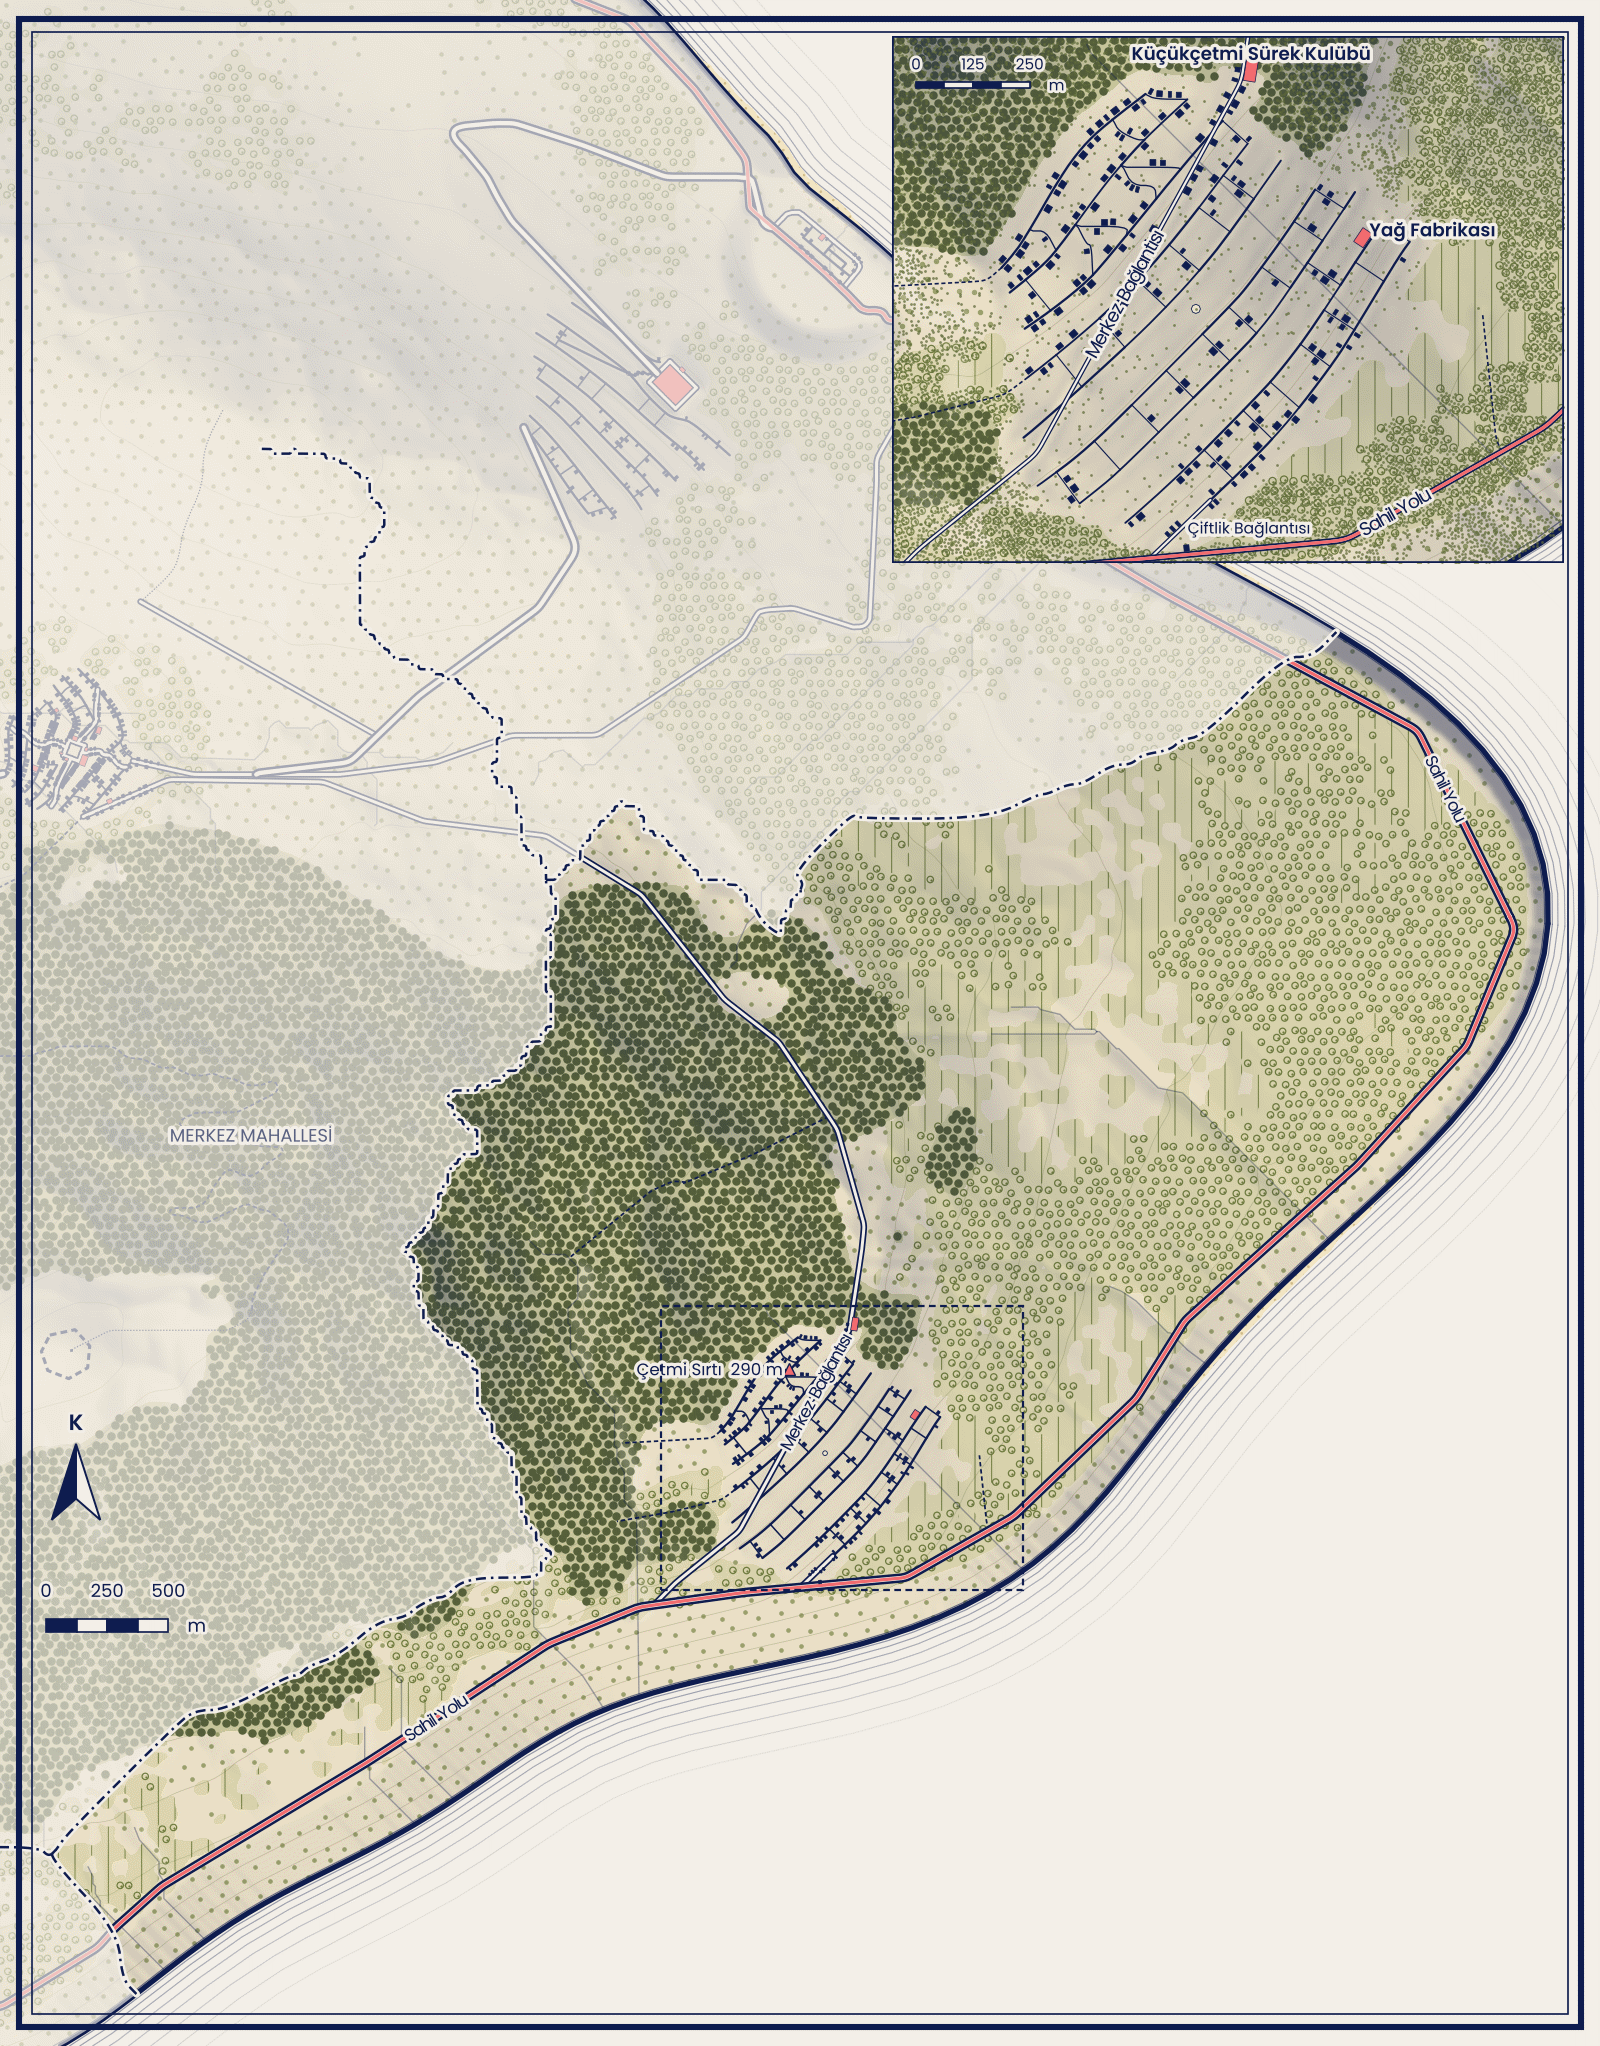 Küçükçetmi Sürek Kulübü
0 125 250
m
Yağ Fabrikası
Merkez Bağlantısı
Sahil Yolu
Çiftlik Bağlantısı
Sahil Yolu
MERKEZ MAHALLESİ
Çetmi Sırtı 290 m
Merkez Bağlantısı
K
0 250 500
m
Sahil Yolu